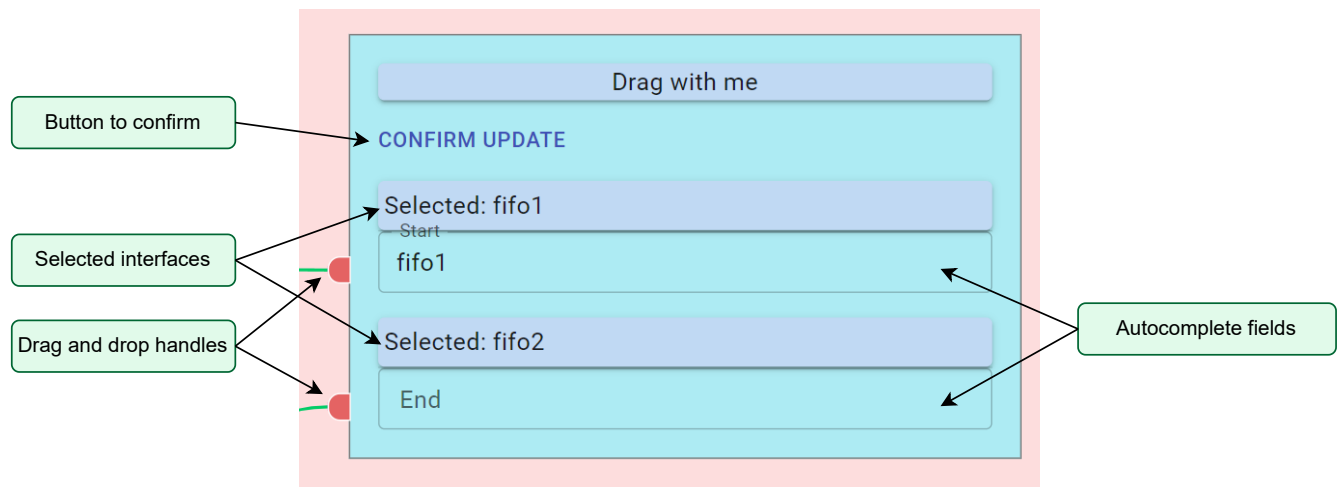 Drag with me
Button to confirm
CONFIRM UPDATE
Selected: fifo1
Start
Selected interfaces
fifo1
Autocomplete fields
Drag and drop handles
Selected: fifo2
End